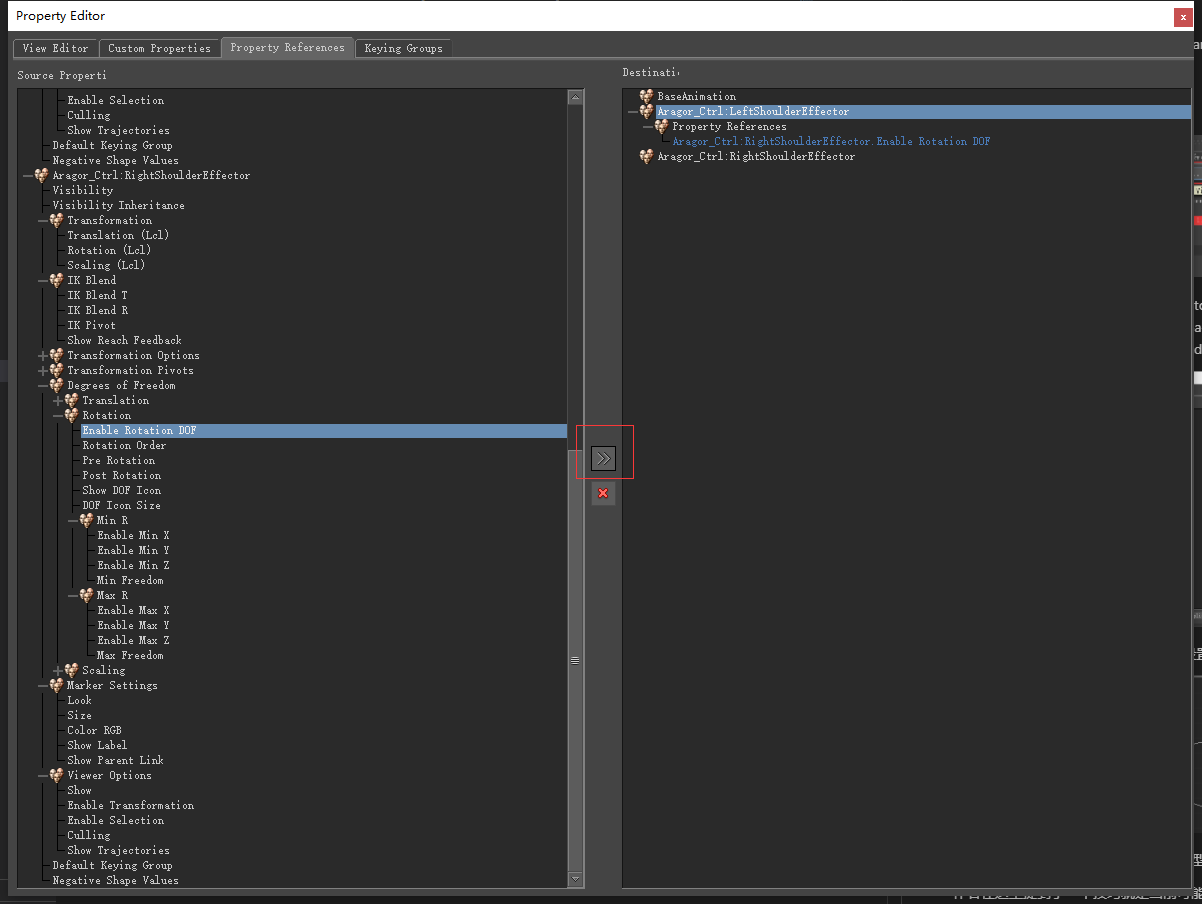 Property Editor
View Editor
Custom Properties
Property References
Keying Groups
Source Properti
Enable Selection
Culling
Show Trajectories
Default Keying Group
Negative Shape Values
Aragor_Ctrl:RightShoulderEffector
Visibility
Visibility Inheritance
Transformation
Translation (Lcl)
Rotation (Lcl)
Scaling (Lcl)
IK Blend
IK Blend T
IK Blend R
IK Pivot
Show Reach Feedback
Transformation Options
Transformation Pivots
Degrees of Freedom
Translation
Rotation
Enable Rotation DOF
Rotation Order
Pre Rotation
Post Rotation
Show DOF Icon
DOF Icon Size
Min R
Enable Min X
Enable Min Y
Enable Min Z
Min Freedom
Max R
Enable Max X
Enable Max Y
Enable Max Z
Max Freedom
Scaling
Marker Settings
Look
Size
Color RGB
Show Label
Show Parent Link
Viewer Options
Show
Enable Transformation
Enable Selection
Culling
Show Trajectories
Default Keying Group
Negative Shape Values
Destinati
BaseAnimation
Aragor_Ctrl:LeftShoulderEffector
Property References
Aragor_Ctrl:RightShoulderEffector.Enable Rotation DOF
Aragor_Ctrl:RightShoulderEffector